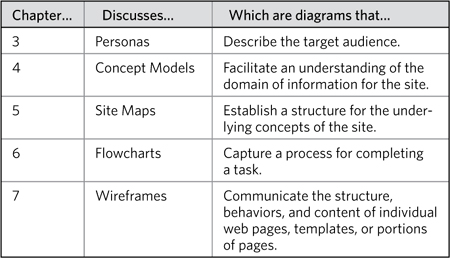 Chapter… Discusses… Which are diagrams that…
3 Personas Describe the target audience.
4 Concept Models Facilitate an understanding of the
domain of information for the site.
5 Site Maps Establish a structure for the under-
lying concepts of the site.
6 Flowcharts Capture a process for completing
a task.
7 Wireframes Communicate the structure,
behaviors, and content of individual
web pages, templates, or portions
of pages.